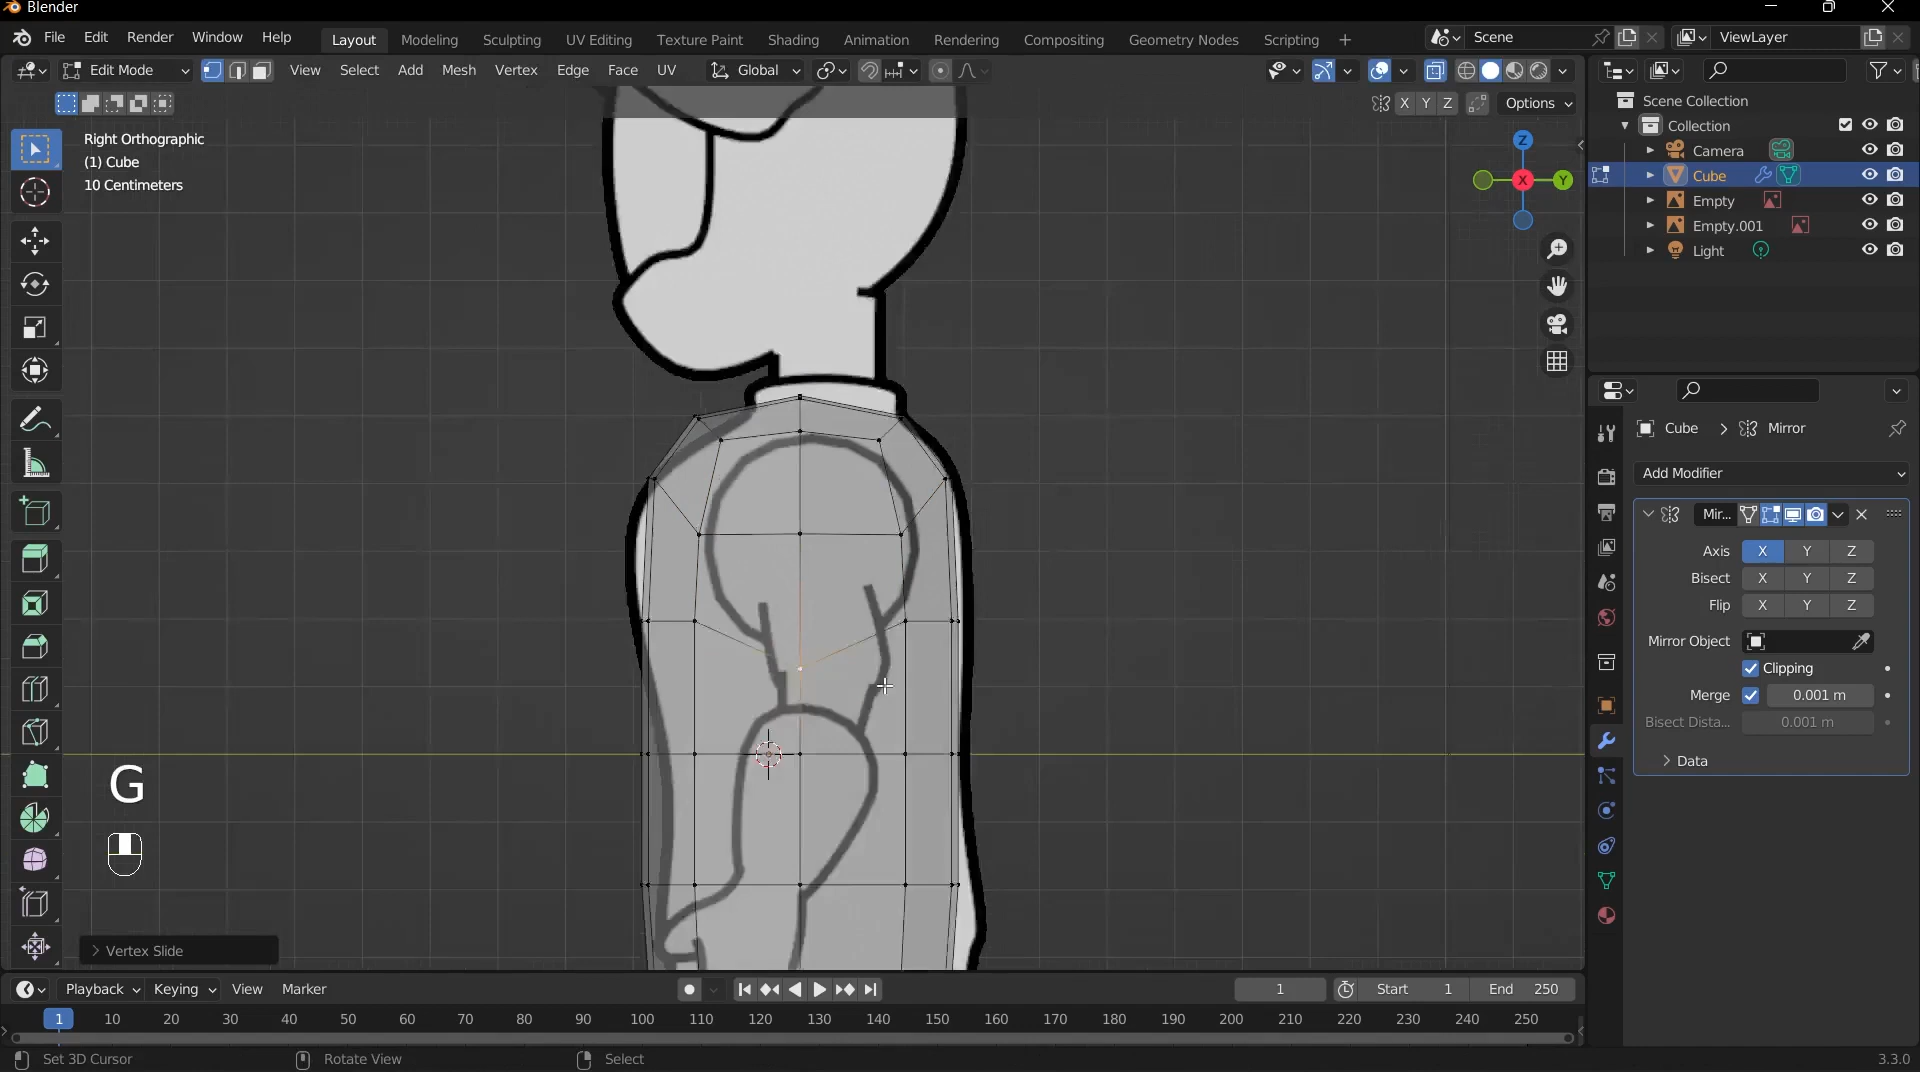 Blender
File Edit Render Window Help Layout Modeling Sculpting UV Editing Texture Paint Shading Animation Rendering Compositing Geometry Nodes Scripting + Scene ViewLayer
Edit Mode View Select Add Mesh Vertex Edge Face UV Global
X Y Z Options
Right Orthographic
(1) Cube
10 Centimeters
Z
X
Y
Scene Collection
Collection
Camera
Cube
Empty
Empty.001
Light
Cube > Mirror
Add Modifier
Mir...
Axis X Y Z
Bisect X Y Z
Flip X Y Z
Mirror Object
Clipping
Merge 0.001 m
Bisect Dista... 0.001 m
> Data
G
> Vertex Slide
Playback Keying View Marker 1 Start 1 End 250
1 10 20 30 40 50 60 70 80 90 100 110 120 130 140 150 160 170 180 190 200 210 220 230 240 250
Set 3D Cursor Rotate View Select 3.3.0